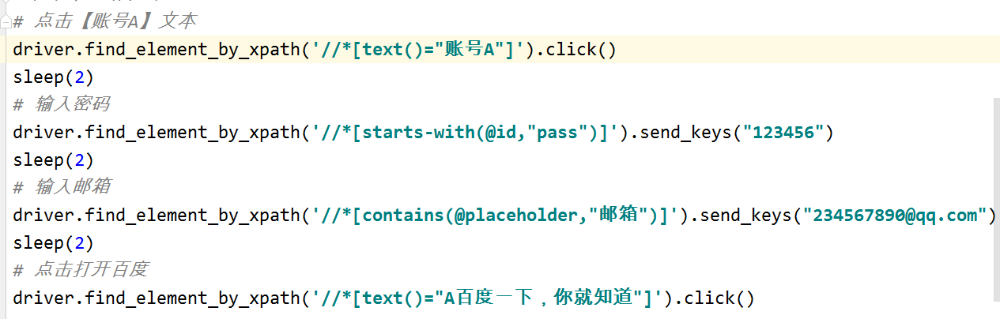 # 点击【账号A】文本
driver.find_element_by_xpath('//*[text()="账号A"]').click()
sleep(2)
# 输入密码
driver.find_element_by_xpath('//*[starts-with(@id,"pass")]').send_keys("123456")
sleep(2)
# 输入邮箱
driver.find_element_by_xpath('//*[contains(@placeholder,"邮箱")]').send_keys("234567890@qq.com")
sleep(2)
# 点击打开百度
driver.find_element_by_xpath('//*[text()="A百度一下，你就知道"]').click()